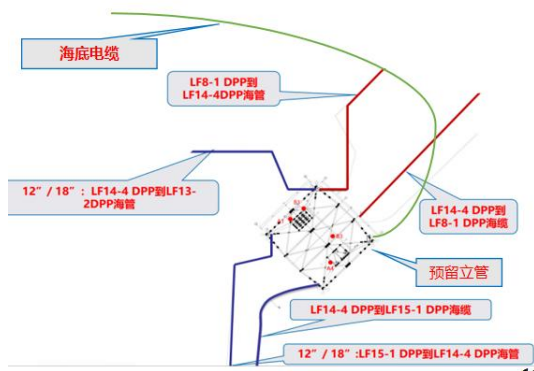 海底电缆
LF8-1 DPP到
LF14-4DPP海管
12” / 18”：LF14-4 DPP到LF13-
2DPP海管
LF14-4 DPP到
LF8-1 DPP海缆
预留立管
LF14-4 DPP到LF15-1 DPP海缆
12” / 18”:LF15-1 DPP到LF14-4 DPP海管